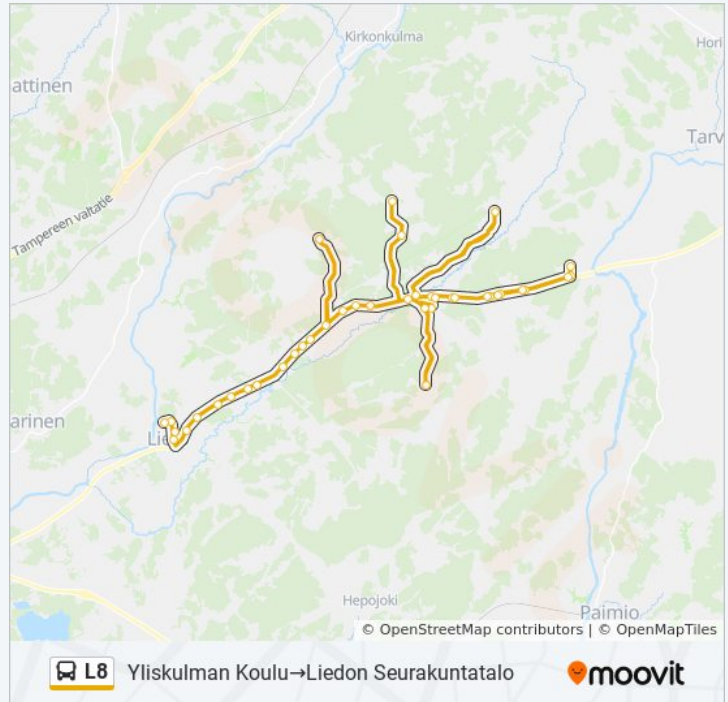 Kirkonkulma
Hori
attinen
Tarv
Tampereen valtatie
arinen
Lie
Hepojoki
Paimio
© OpenStreetMap contributors | © OpenMapTiles
L8 Yliskulman Koulu→Liedon Seurakuntatalo moovit